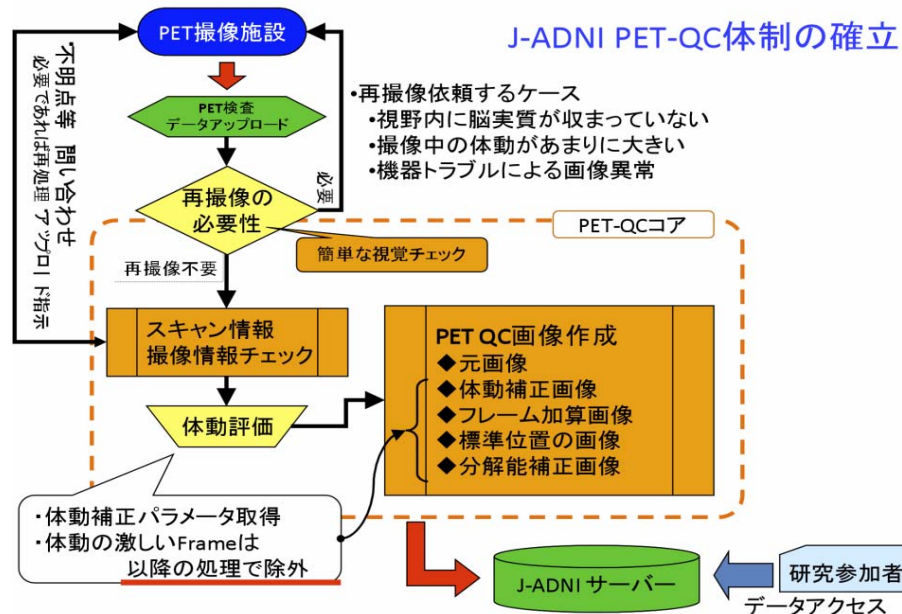 J-ADNI PET-QC体制の確立
PET撮像施設
PET検査
データアップロード
再撮像の
必要性
必要
不明点等 問い合わせ
必要であれば再処理 アップロード指示
・再撮像依頼するケース
・視野内に脳実質が収まっていない
・撮像中の体動があまりに大きい
・機器トラブルによる画像異常
PET-QCコア
簡単な視覚チェック
再撮像不要
スキャン情報
撮像情報チェック
体動評価
PET QC画像作成
◆元画像
◆体動補正画像
◆フレーム加算画像
◆標準位置の画像
◆分解能補正画像
・体動補正パラメータ取得
・体動の激しいFrameは
以降の処理で除外
J-ADNI サーバー
研究参加者
データアクセス